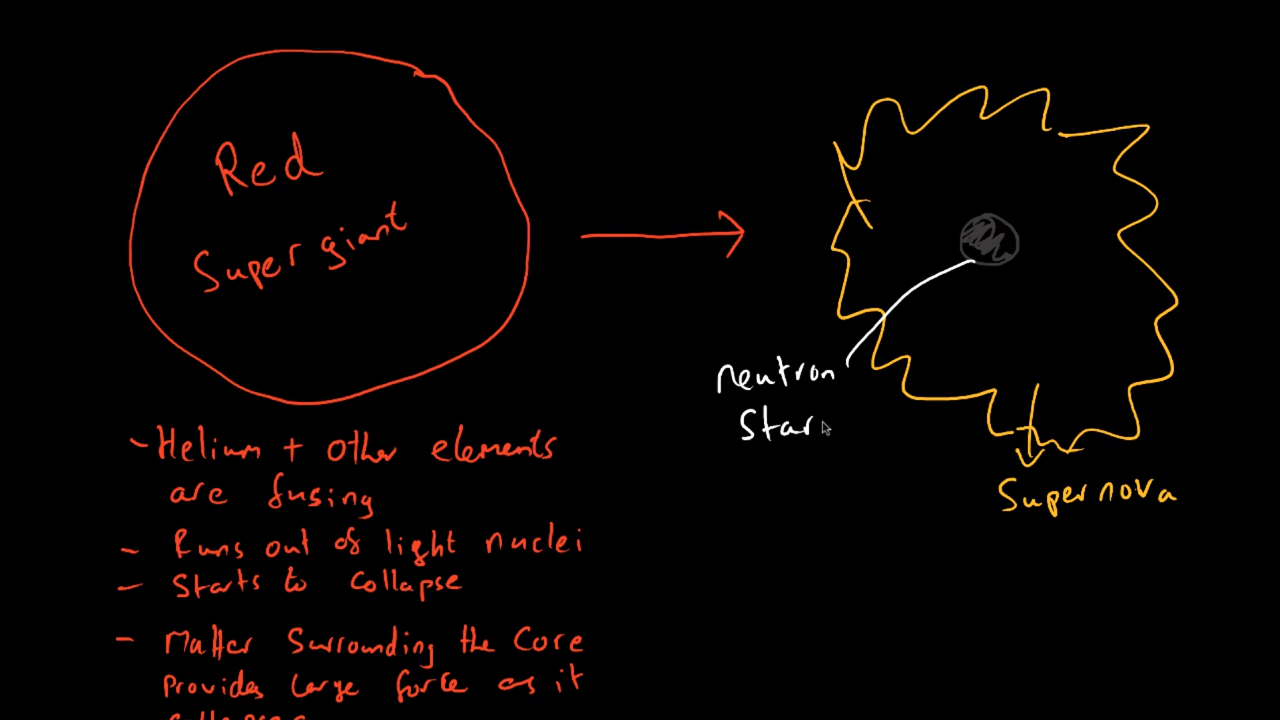 Red
Supergiant
neutron
Star
Supernova
- Helium + other elements
are fusing
- Runs out of light nuclei
- Starts to collapse
- Matter surrounding the core
provides large force as it